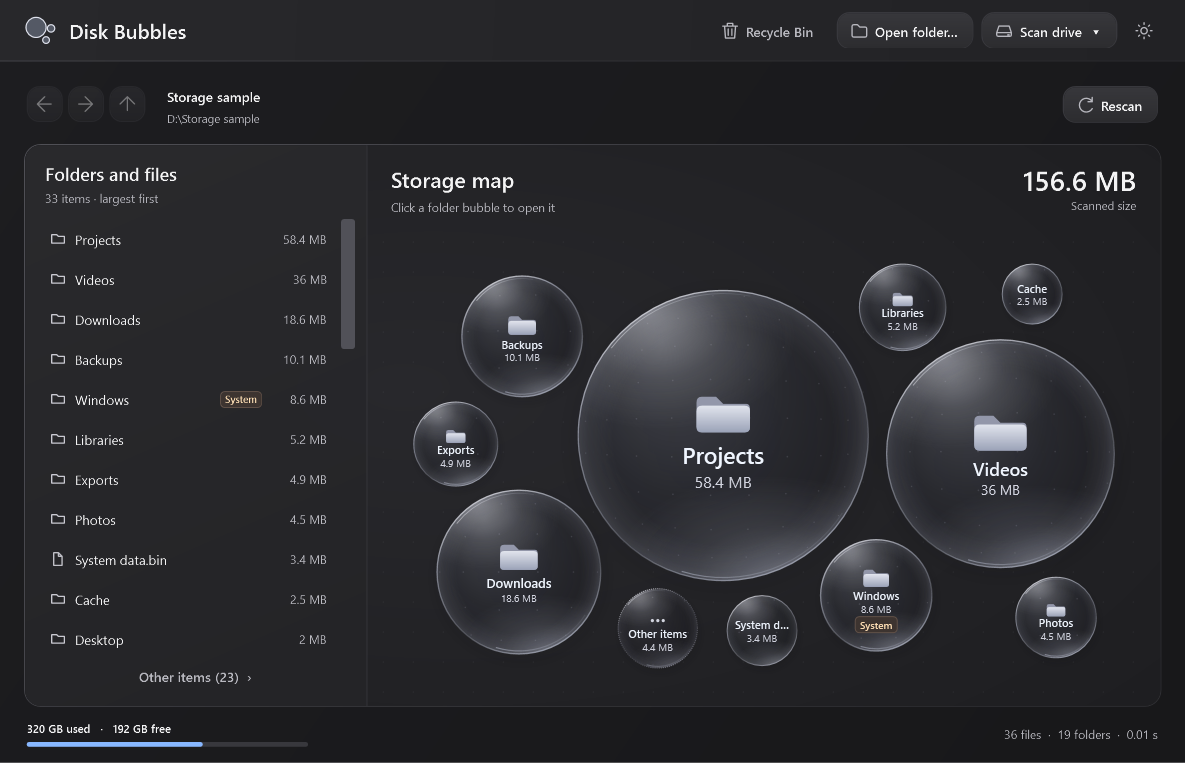 Disk Bubbles
Recycle Bin
Open folder...
Scan drive
Storage sample
D:\Storage sample
Rescan
Folders and files
33 items · largest first
Projects 58.4 MB
Videos 36 MB
Downloads 18.6 MB
Backups 10.1 MB
Windows System 8.6 MB
Libraries 5.2 MB
Exports 4.9 MB
Photos 4.5 MB
System data.bin 3.4 MB
Cache 2.5 MB
Desktop 2 MB
Other items (23) ›
Storage map
Click a folder bubble to open it
156.6 MB
Scanned size
Backups
10.1 MB
Libraries
5.2 MB
Cache
2.5 MB
Projects
58.4 MB
Videos
36 MB
Exports
4.9 MB
Downloads
18.6 MB
Other items
4.4 MB
System d...
3.4 MB
Windows
8.6 MB
System
Photos
4.5 MB
320 GB used · 192 GB free
36 files · 19 folders · 0.01 s